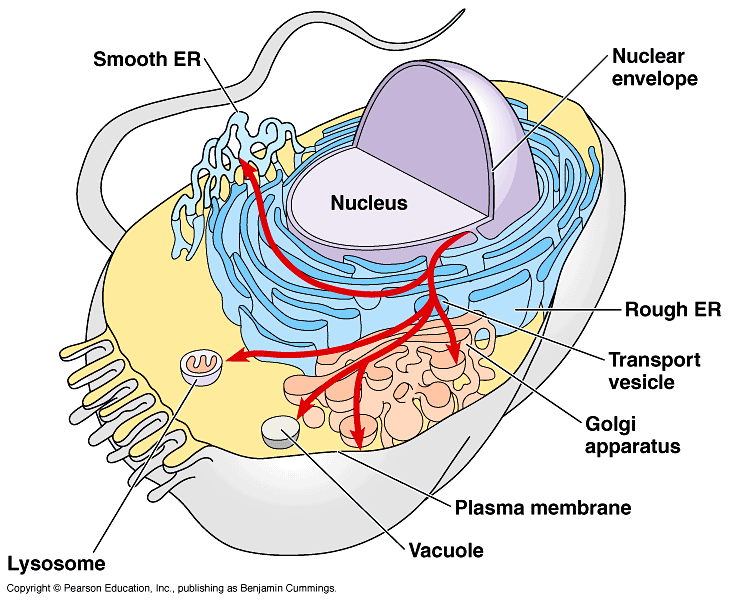 Smooth ER
Nuclear
envelope
Nucleus
Rough ER
Transport
vesicle
Golgi
apparatus
Plasma membrane
Vacuole
Lysosome
Copyright © Pearson Education, Inc., publishing as Benjamin Cummings.